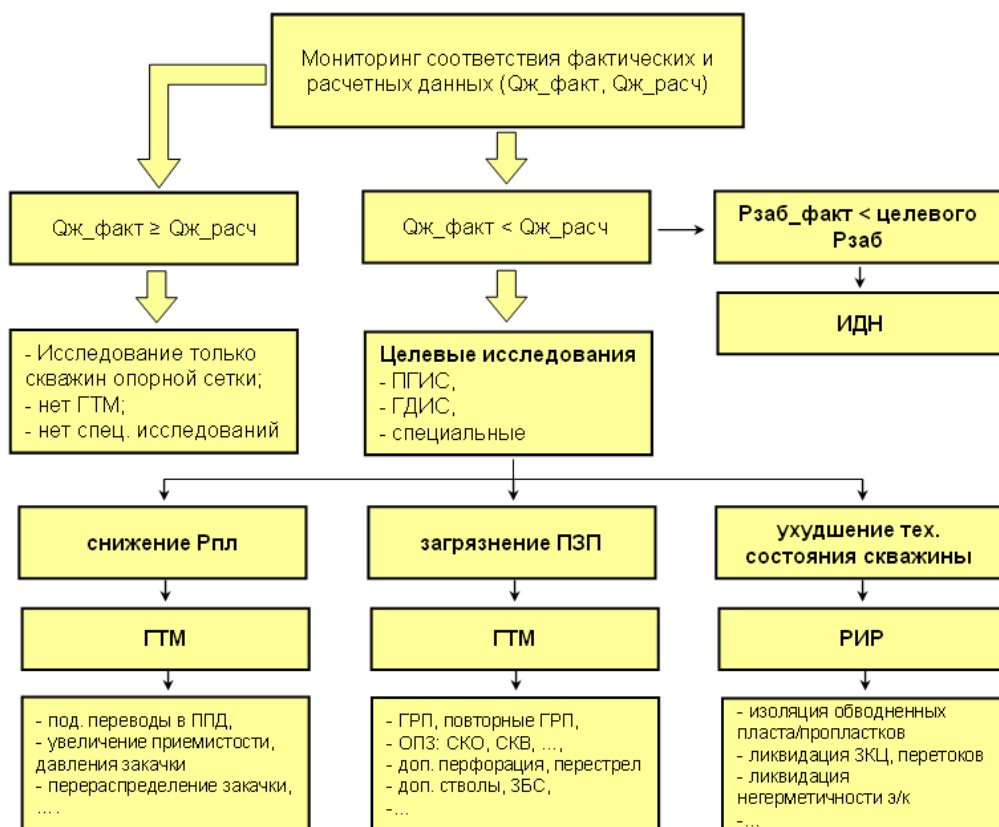 Мониторинг соответствия фактических и
расчетных данных (Qж_факт, Qж_расч)
Qж_факт ≥ Qж_расч
Qж_факт < Qж_расч
Рзаб_факт < целевого
Рзаб
ИДН
- Исследование только
скважин опорной сетки;
- нет ГТМ;
- нет спец. исследований
Целевые исследования
- ПГИС,
- ГДИС,
- специальные
снижение Рпл
загрязнение ПЗП
ухудшение тех.
состояния скважины
ГТМ
ГТМ
РИР
- под. переводы в ППД,
- увеличение приемистости,
давления закачки
- перераспределение закачки,
....
- ГРП, повторные ГРП,
- ОПЗ: СКО, СКВ, ...,
- доп. перфорация, перестрел
- доп. стволы, ЗБС,
-...
- изоляция обводненных
пласта/пропластков
- ликвидация ЗКЦ, перетоков
- ликвидация
негерметичности э/к
-...